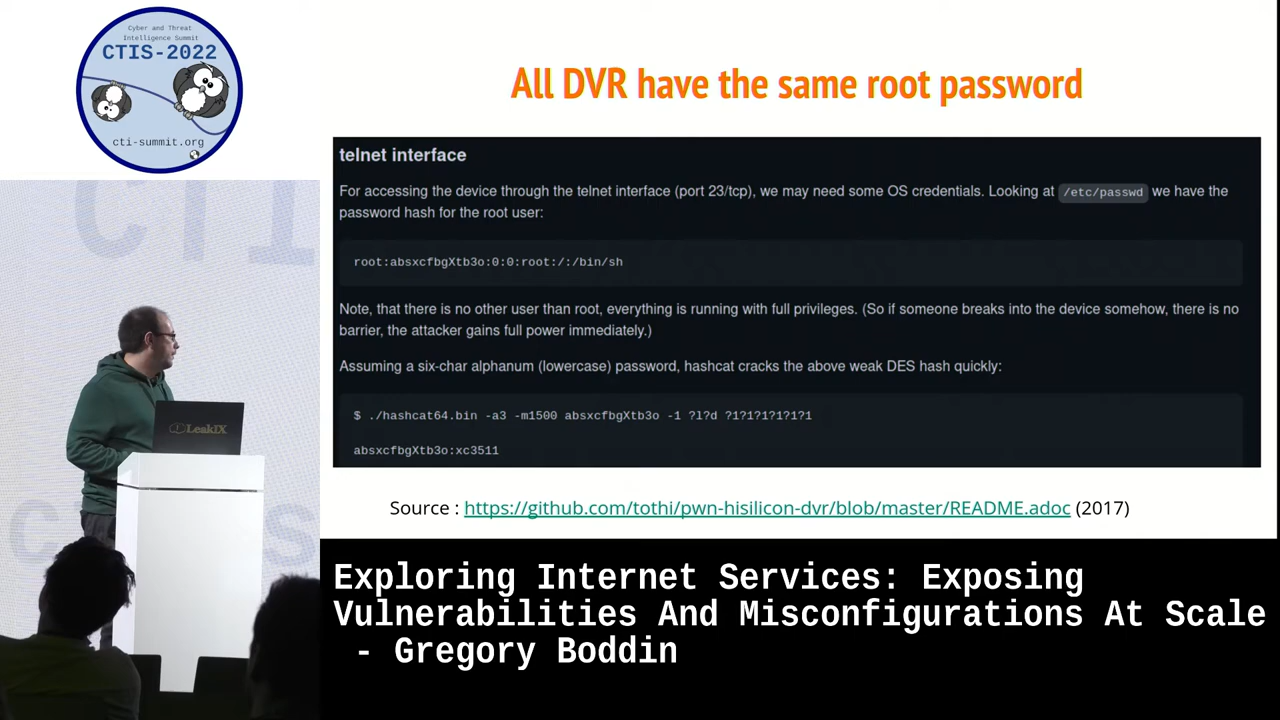 Cyber and Threat
Intelligence Summit
CTIS-2022
cti-summit.org
All DVR have the same root password
telnet interface
For accessing the device through the telnet interface (port 23/tcp), we may need some OS credentials. Looking at /etc/passwd we have the
password hash for the root user:
root:absxcfbgXtb3o:0:0:root:/:/bin/sh
Note, that there is no other user than root, everything is running with full privileges. (So if someone breaks into the device somehow, there is no
barrier, the attacker gains full power immediately.)
Assuming a six-char alphanum (lowercase) password, hashcat cracks the above weak DES hash quickly:
$ ./hashcat64.bin -a3 -m1500 absxcfbgXtb3o -1 ?l?d ?1?1?1?1?1?1
absxcfbgXtb3o:xc3511
Source : https://github.com/tothi/pwn-hisilicon-dvr/blob/master/README.adoc (2017)
CTI
LeakIX
Exploring Internet Services: Exposing
Vulnerabilities And Misconfigurations At Scale
- Gregory Boddin